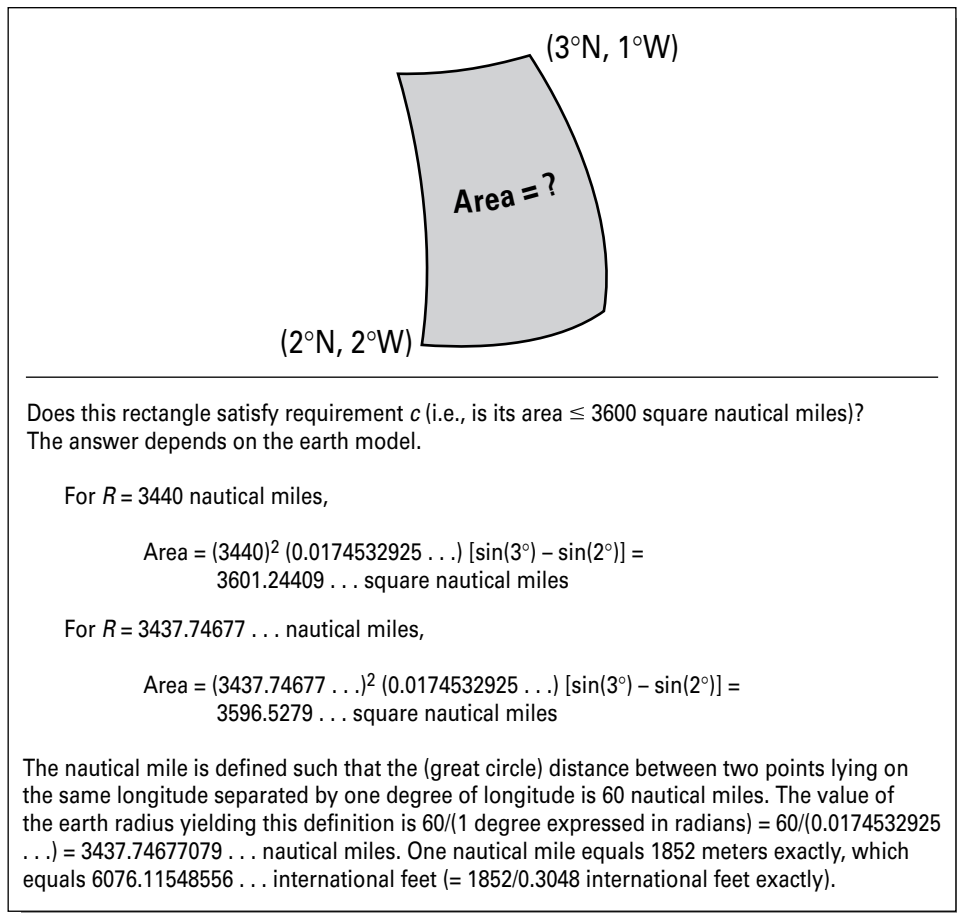 (3°N, 1°W)
Area = ?
(2°N, 2°W)
Does this rectangle satisfy requirement c (i.e., is its area ≤ 3600 square nautical miles)?
The answer depends on the earth model.
For R = 3440 nautical miles,
Area = (3440)² (0.0174532925 . . .) [sin(3°) – sin(2°)] =
3601.24409 . . . square nautical miles
For R = 3437.74677 . . . nautical miles,
Area = (3437.74677 . . .)² (0.0174532925 . . .) [sin(3°) – sin(2°)] =
3596.5279 . . . square nautical miles
The nautical mile is defined such that the (great circle) distance between two points lying on
the same longitude separated by one degree of longitude is 60 nautical miles. The value of
the earth radius yielding this definition is 60/(1 degree expressed in radians) = 60/(0.0174532925
. . .) = 3437.74677079 . . . nautical miles. One nautical mile equals 1852 meters exactly, which
equals 6076.11548556 . . . international feet (= 1852/0.3048 international feet exactly).